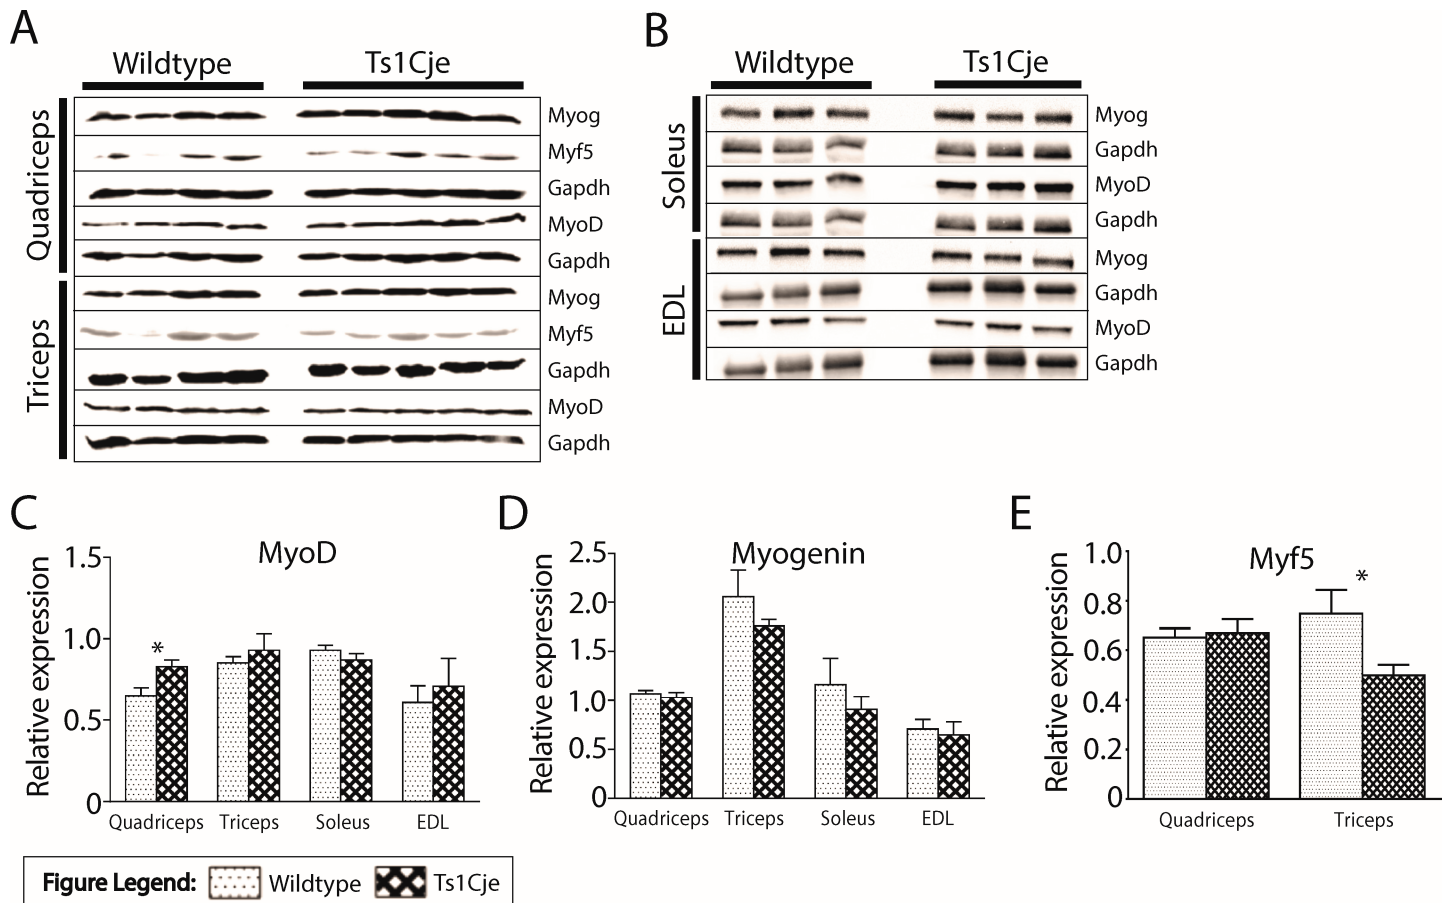 A
Wildtype
Ts1Cje
Quadriceps
Myog
Myf5
Gapdh
MyoD
Gapdh
Triceps
Myog
Myf5
Gapdh
MyoD
Gapdh
B
Wildtype
Ts1Cje
Soleus
Myog
Gapdh
MyoD
Gapdh
EDL
Myog
Gapdh
MyoD
Gapdh
C
MyoD
Relative expression
1.5
1.0
0.5
0
*
Quadriceps
Triceps
Soleus
EDL
D
Myogenin
Relative expression
2.5
2.0
1.5
1.0
0.5
0
Quadriceps
Triceps
Soleus
EDL
E
Myf5
Relative expression
1.0
0.8
0.6
0.4
0.2
0
*
Quadriceps
Triceps
Figure Legend: Wildtype Ts1Cje